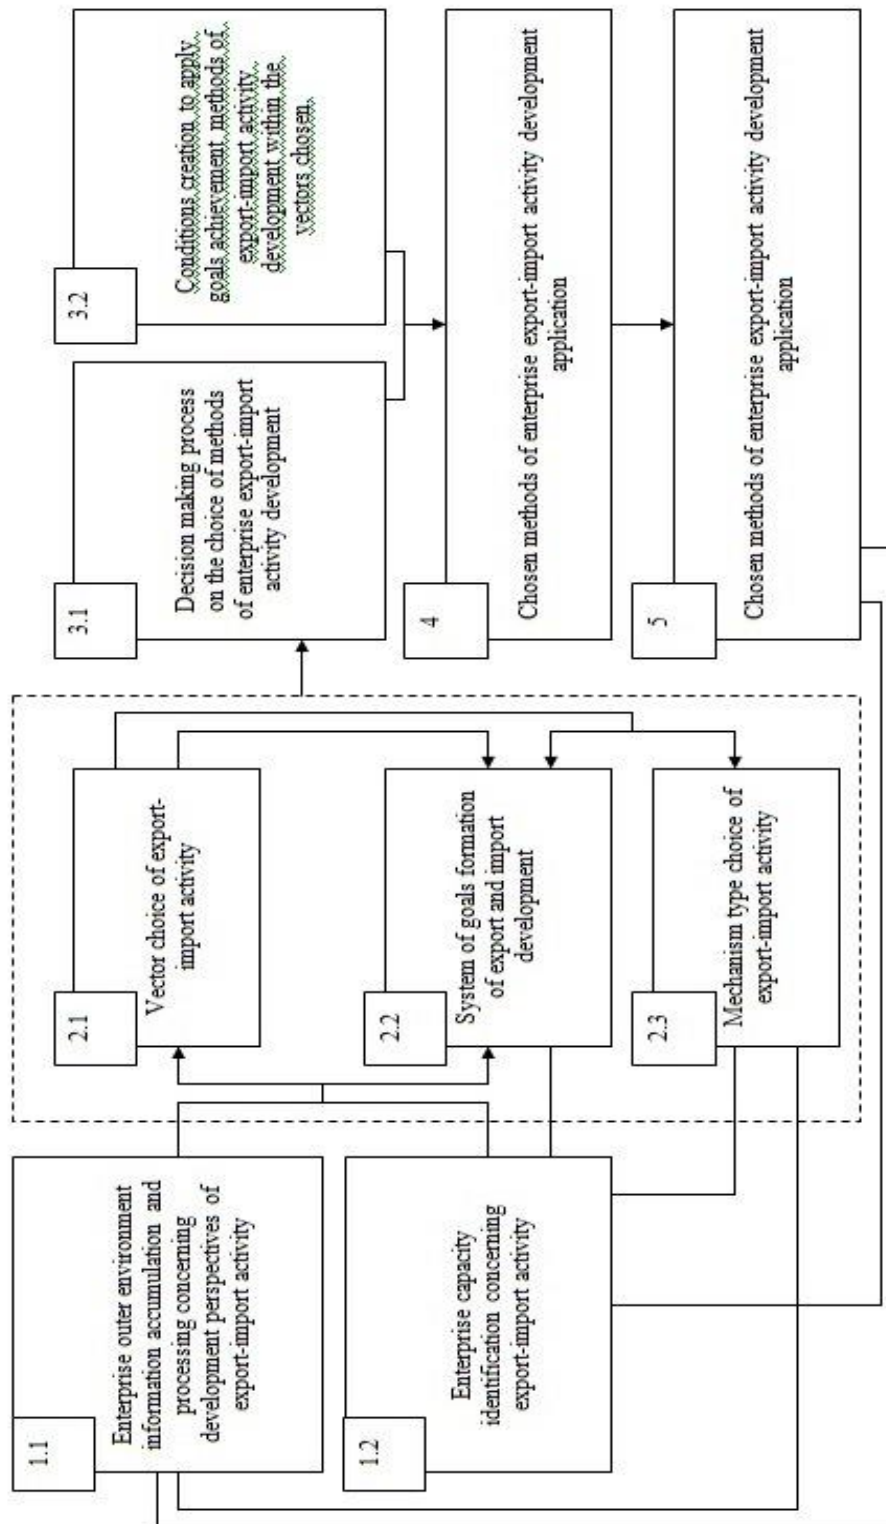 1.1
Enterprise outer environment
information accumulation and
processing concerning
development perspectives of
export-import activity
1.2
Enterprise capacity
identification concerning
export-import activity
2.1
Vector choice of export-
import activity
2.2
System of goals formation
of export and import
development
2.3
Mechanism type choice of
export-import activity
3.1
Decision making process
on the choice of methods
of enterprise export-import
activity development
3.2
Conditions creation to apply
goals achievement methods of
export-import activity
development within the
vectors chosen
4
Chosen methods of enterprise export-import activity development
application
5
Chosen methods of enterprise export-import activity development
application